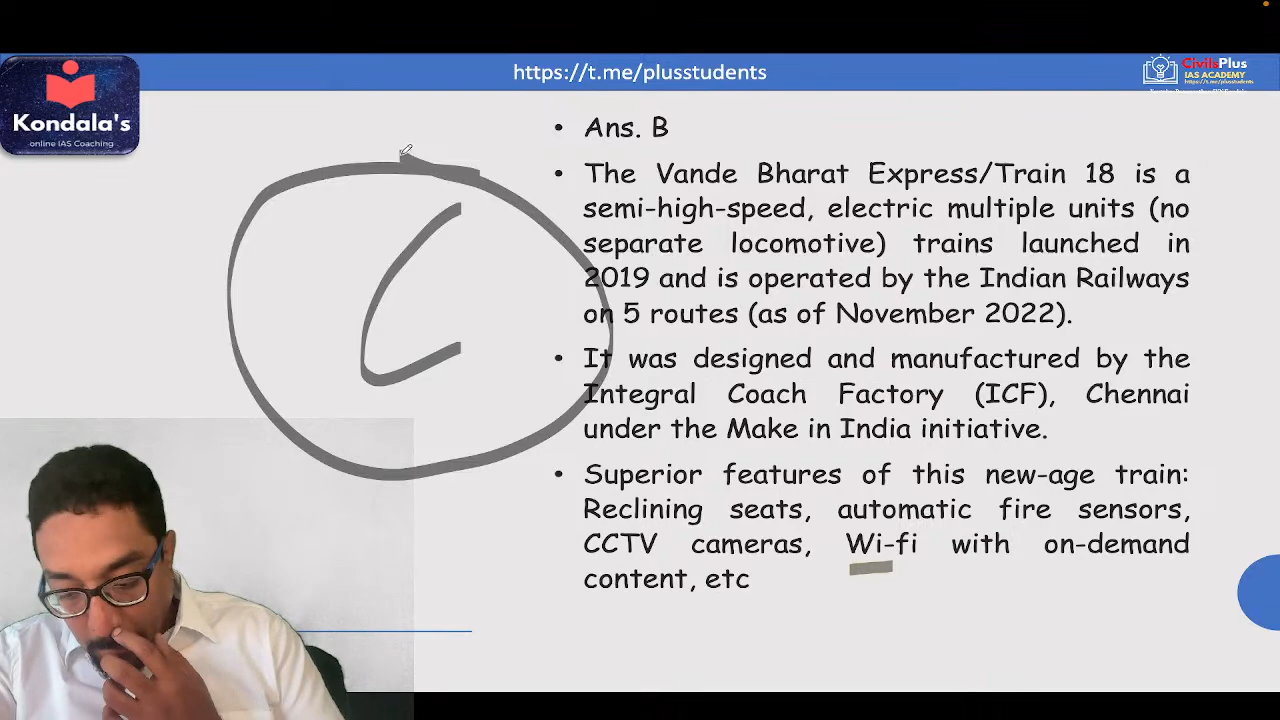 https://t.me/plusstudents
CivilsPlus
IAS ACADEMY
https://t.me/plusstudents
Kondala's
online IAS Coaching
• Ans. B
• The Vande Bharat Express/Train 18 is a
semi-high-speed, electric multiple units (no
separate locomotive) trains launched in
2019 and is operated by the Indian Railways
on 5 routes (as of November 2022).
• It was designed and manufactured by the
Integral Coach Factory (ICF), Chennai
under the Make in India initiative.
• Superior features of this new-age train:
Reclining seats, automatic fire sensors,
CCTV cameras, Wi-fi with on-demand
content, etc